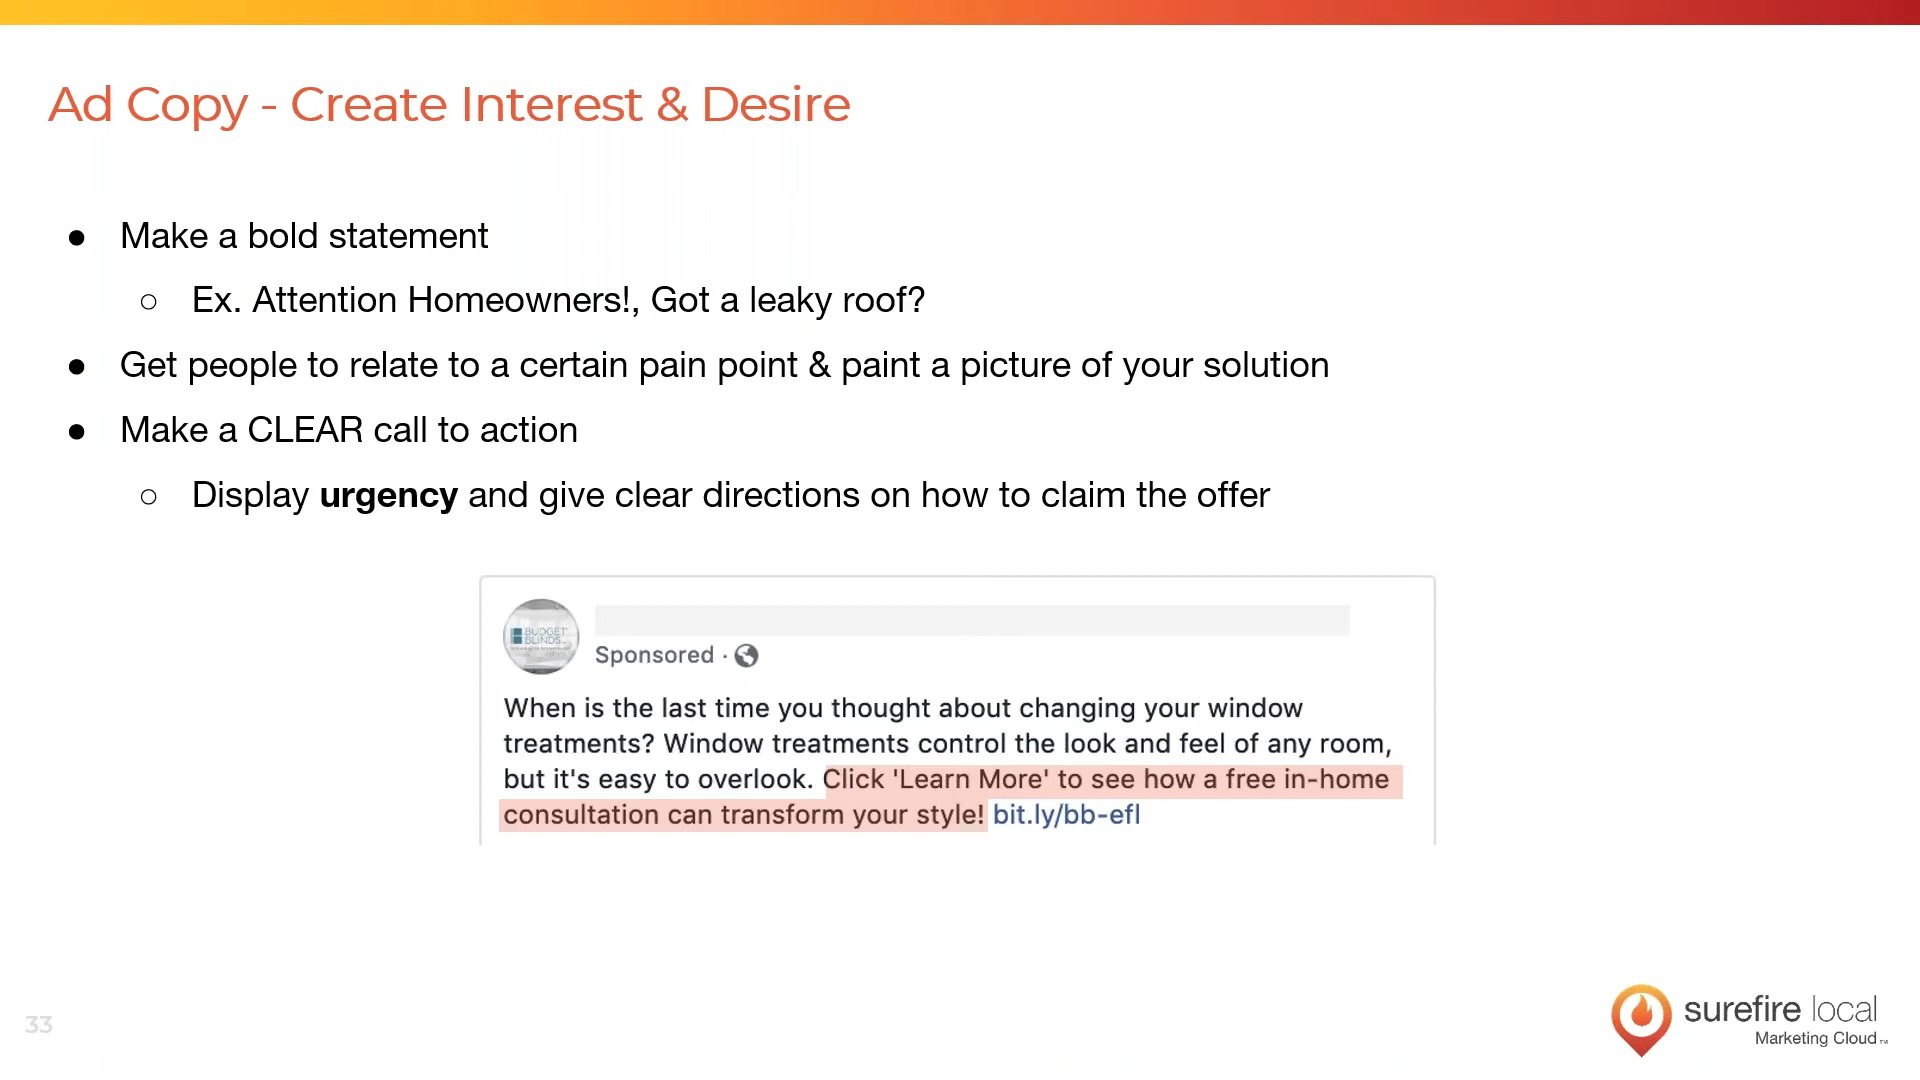 Ad Copy - Create Interest & Desire
● Make a bold statement
○ Ex. Attention Homeowners!, Got a leaky roof?
● Get people to relate to a certain pain point & paint a picture of your solution
● Make a CLEAR call to action
○ Display urgency and give clear directions on how to claim the offer
BUDGET
BLINDS
Sponsored ·
When is the last time you thought about changing your window
treatments? Window treatments control the look and feel of any room,
but it's easy to overlook. Click 'Learn More' to see how a free in-home
consultation can transform your style! bit.ly/bb-efl
33
surefire local
Marketing Cloud™